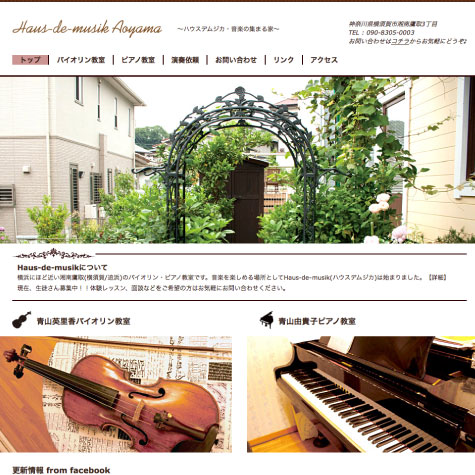 Haus-de-musik Aoyama
～ハウスデムジカ・音楽の集まる家～
神奈川県横須賀市湘南鷹取3丁目
TEL：090-8305-0003
お問い合わせはコチラからお気軽にどうぞ♪
トップ バイオリン教室 ピアノ教室 演奏依頼 お問い合わせ リンク アクセス
Haus-de-musikについて
横浜にほど近い湘南鷹取(横須賀/追浜)のバイオリン・ピアノ教室です。音楽を楽しめる場所としてHaus-de-musik(ハウスデムジカ)は始まりました。【詳細】
現在、生徒さん募集中！！体験レッスン、面談などをご希望の方はお気軽にお問い合わせください。
青山英里香バイオリン教室
青山由貴子ピアノ教室
更新情報 from facebook